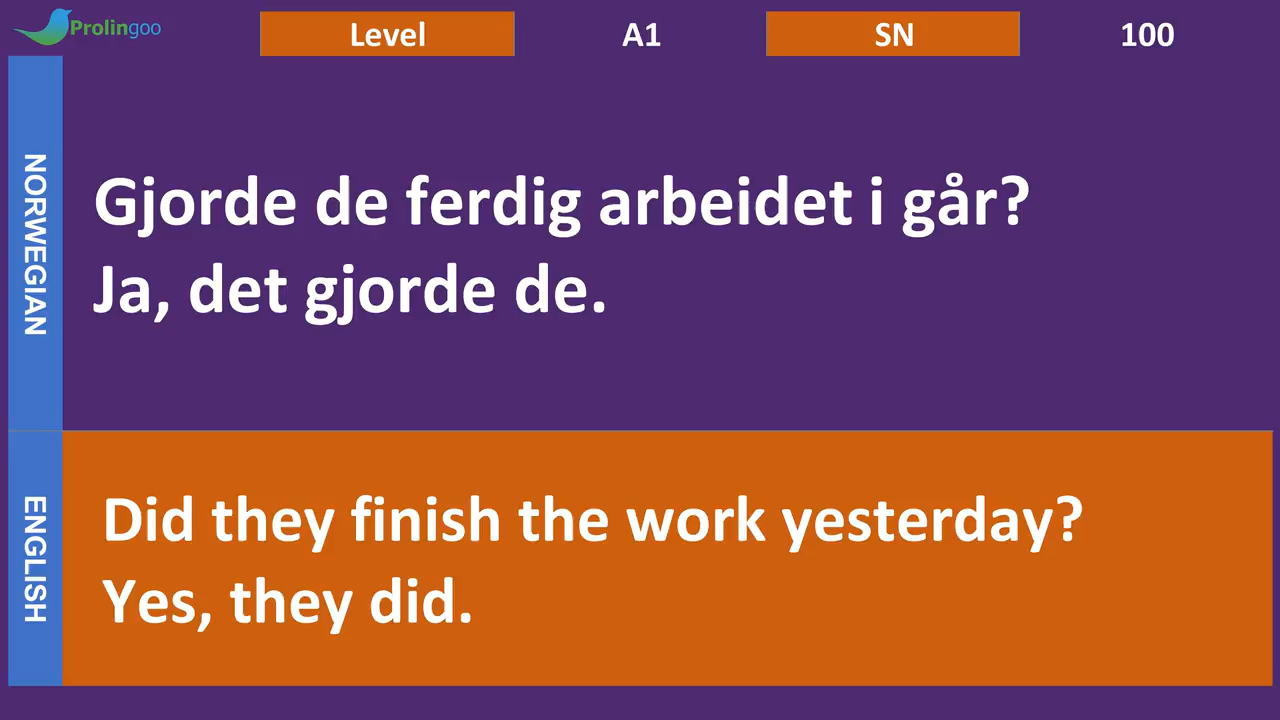 Prolingoo
Level A1 SN 100
NORWEGIAN
Gjorde de ferdig arbeidet i går?
Ja, det gjorde de.
ENGLISH
Did they finish the work yesterday?
Yes, they did.